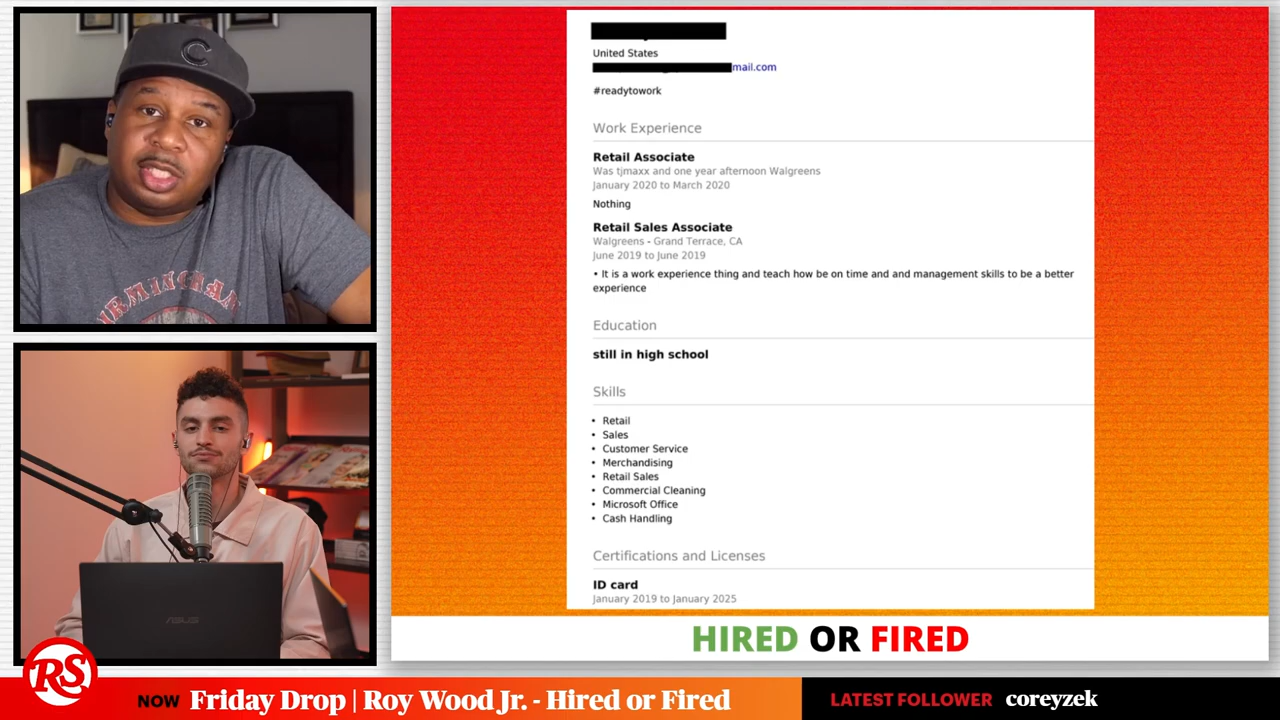 C
BIRMINGHAM
ASUS
United States
mail.com
#readytowork
Work Experience
Retail Associate
Was tjmaxx and one year afternoon Walgreens
January 2020 to March 2020
Nothing
Retail Sales Associate
Walgreens - Grand Terrace, CA
June 2019 to June 2019
• It is a work experience thing and teach how be on time and and management skills to be a better
experience
Education
still in high school
Skills
• Retail
• Sales
• Customer Service
• Merchandising
• Retail Sales
• Commercial Cleaning
• Microsoft Office
• Cash Handling
Certifications and Licenses
ID card
January 2019 to January 2025
HIRED OR FIRED
RS
NOW Friday Drop | Roy Wood Jr. - Hired or Fired
LATEST FOLLOWER coreyzek